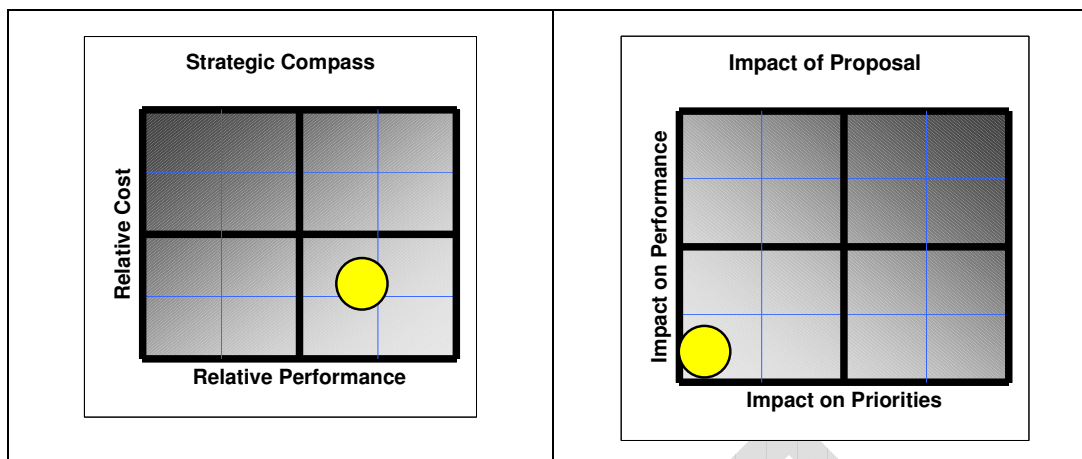 Strategic Compass
Relative Cost
Relative Performance
Impact of Proposal
Impact on Performance
Impact on Priorities